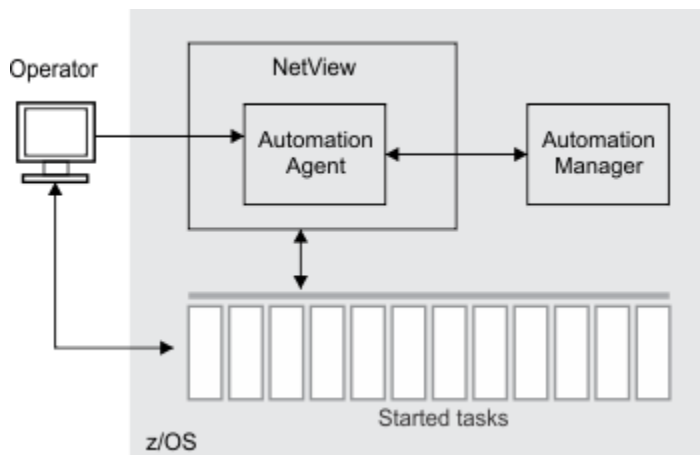 Operator
NetView
Automation
Agent
Automation
Manager
Started tasks
z/OS